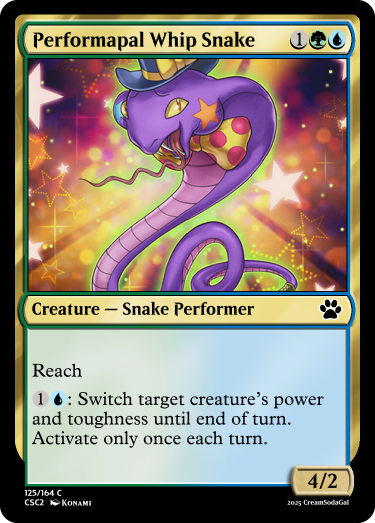 Performapal Whip Snake 1
Creature — Snake Performer
Reach
1 : Switch target creature's power
and toughness until end of turn.
Activate only once each turn.
4/2
125/164 C
CSC2 Konami
2025 CreamSodaGal